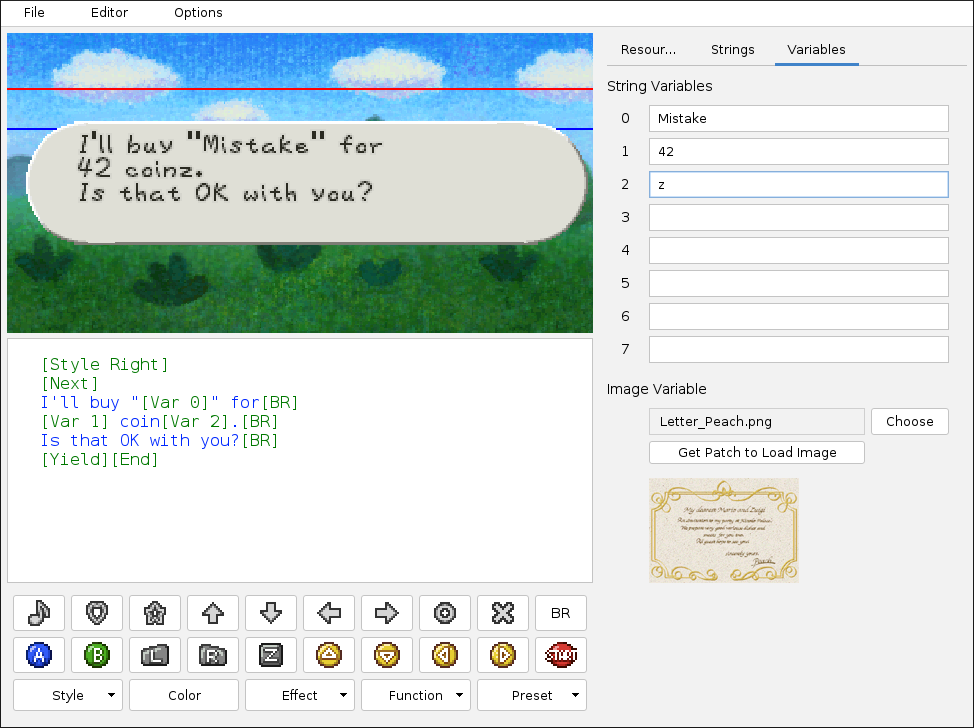 File Editor Options
I'll buy "Mistake" for
42 coinz.
Is that OK with you?
[Style Right]
[Next]
I'll buy "[Var 0]" for[BR]
[Var 1] coin[Var 2].[BR]
Is that OK with you?[BR]
[Yield][End]
BR
A B L R Z START
Style Color Effect Function Preset
Resour... Strings Variables
String Variables
0 Mistake
1 42
2 z
3
4
5
6
7
Image Variable
Letter_Peach.png Choose
Get Patch to Load Image
My dearest Mario and Luigi
Peach